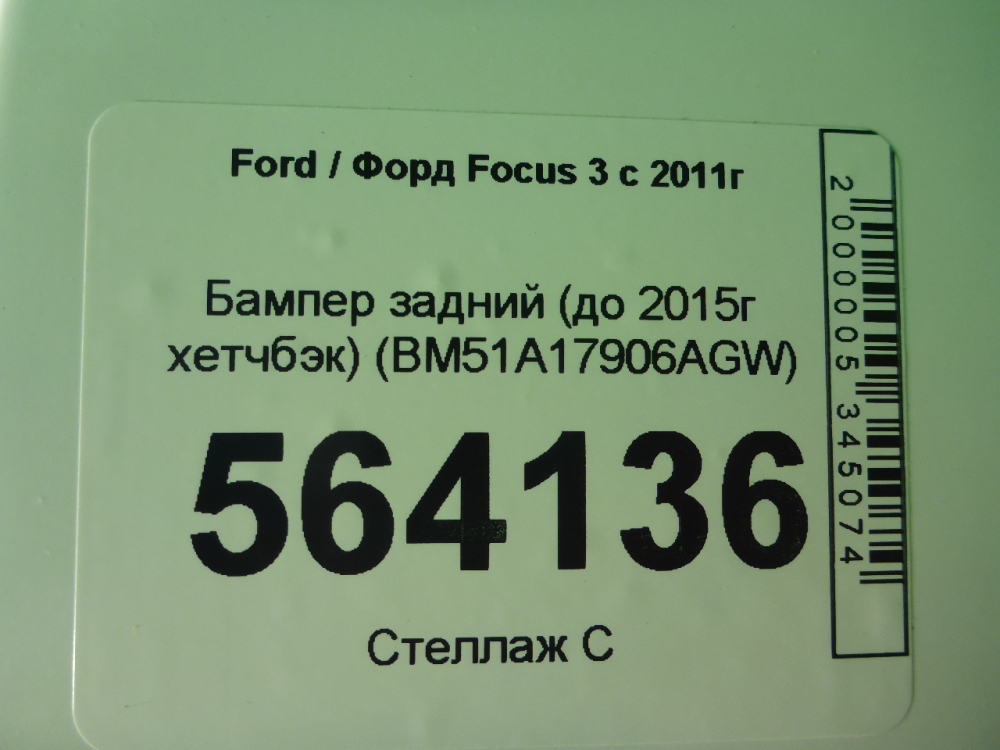 Ford / Форд Focus 3 с 2011г
Бампер задний (до 2015г
хетчбэк) (BM51A17906AGW)
564136
Стеллаж С
2000005345074